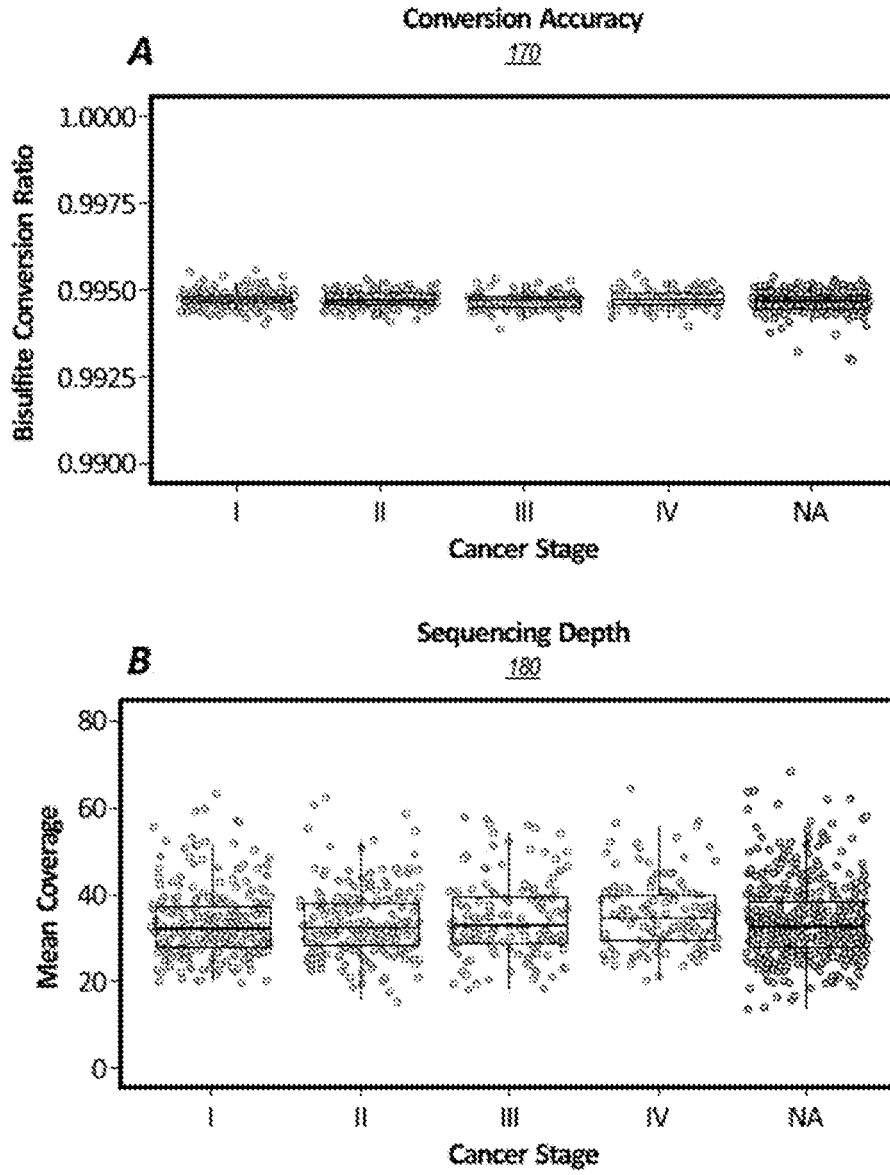 A
Conversion Accuracy
170
Bisulfite Conversion Ratio
1.0000
0.9975
0.9950
0.9925
0.9900
I II III IV NA
Cancer Stage
B
Sequencing Depth
180
Mean Coverage
80
60
40
20
0
I II III IV NA
Cancer Stage